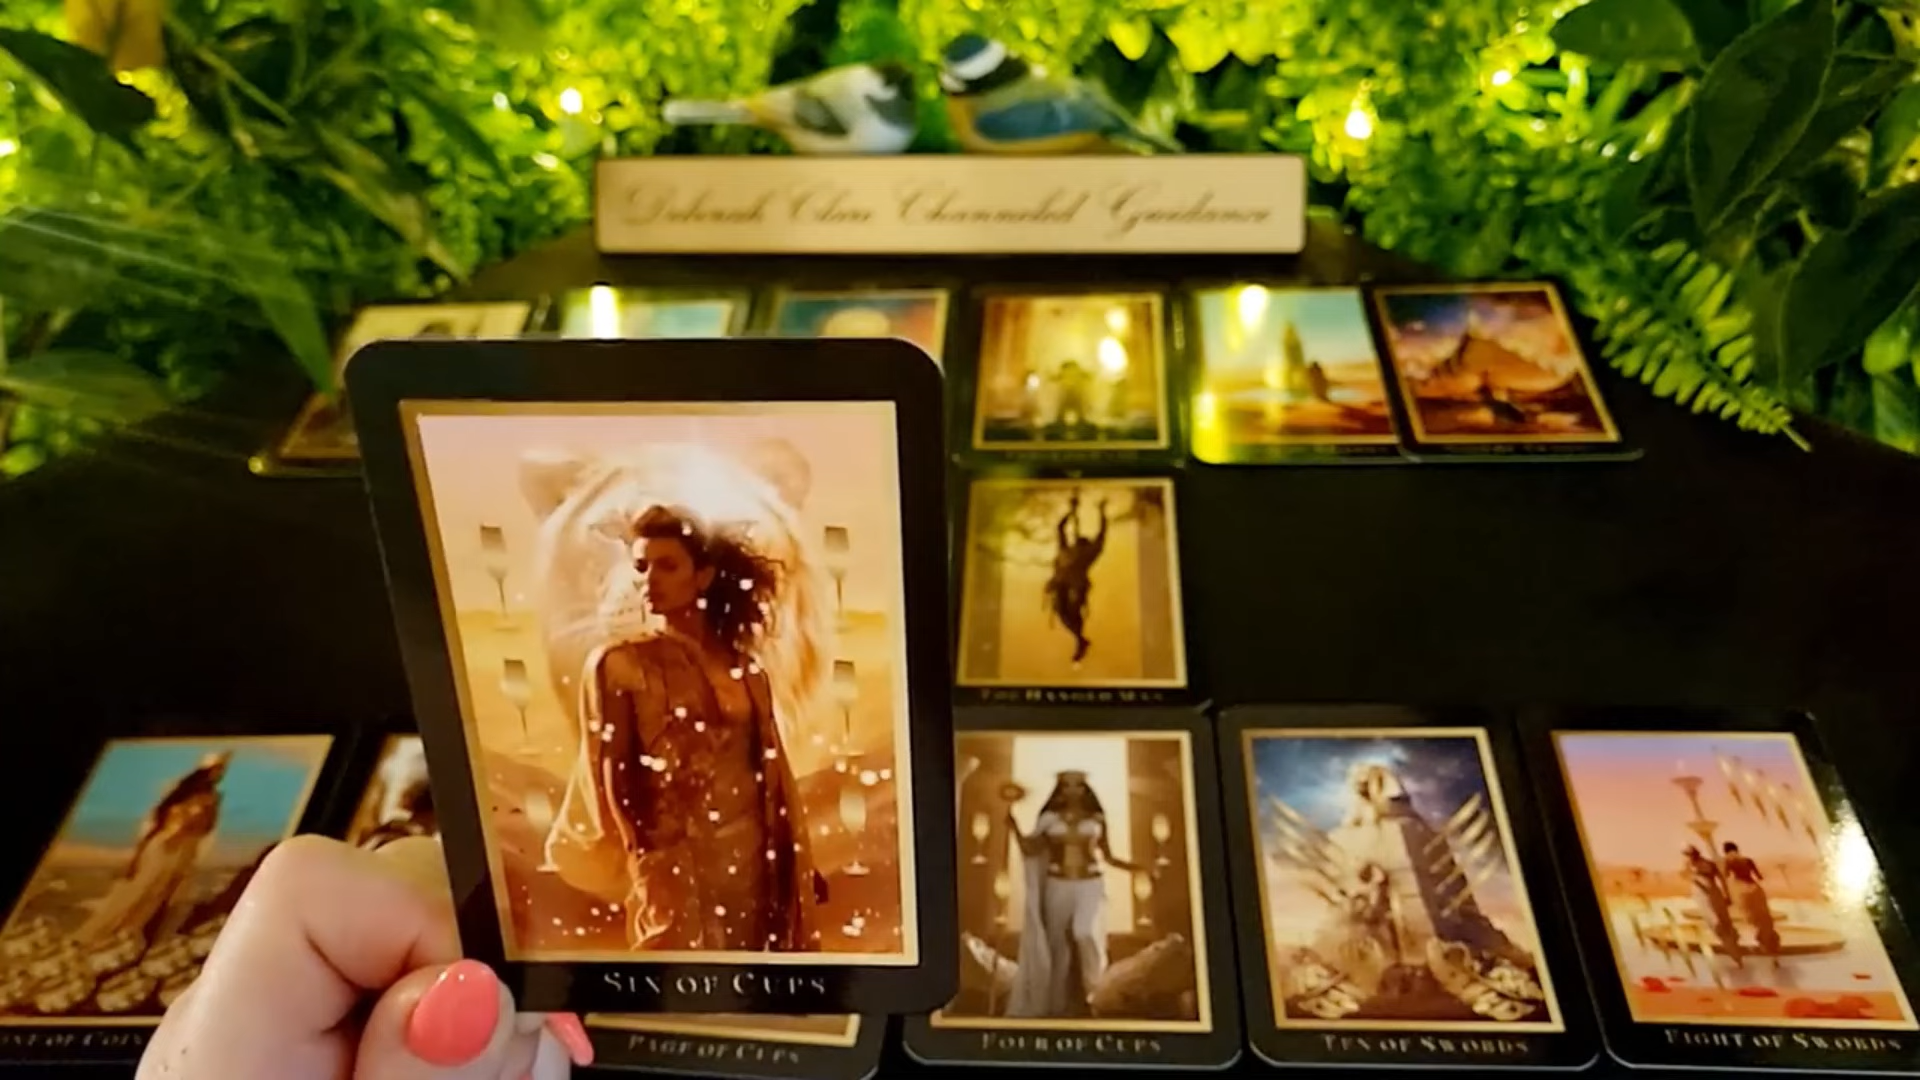 Deborah Clare Channeled Guidance
The Hanged Man
Six of Cups
Page of Cups
Four of Cups
Ten of Swords
Eight of Swords